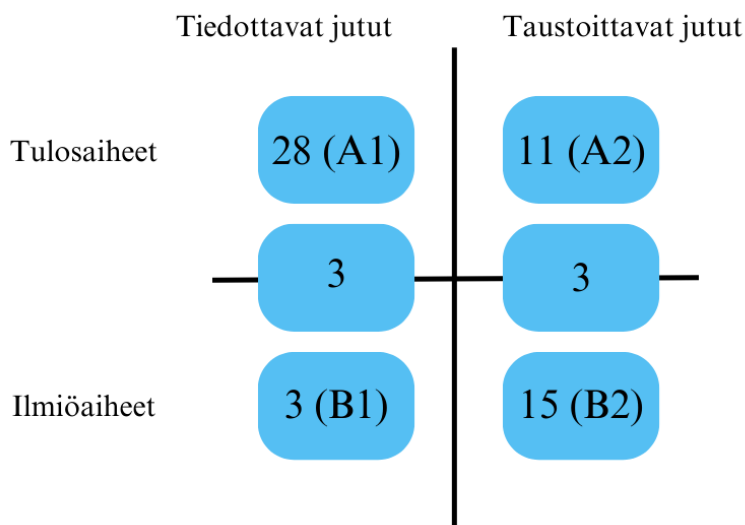 Tiedottavat jutut
Taustoittavat jutut
Tulosaiheet
28 (A1)
11 (A2)
3
3
Ilmiöaiheet
3 (B1)
15 (B2)